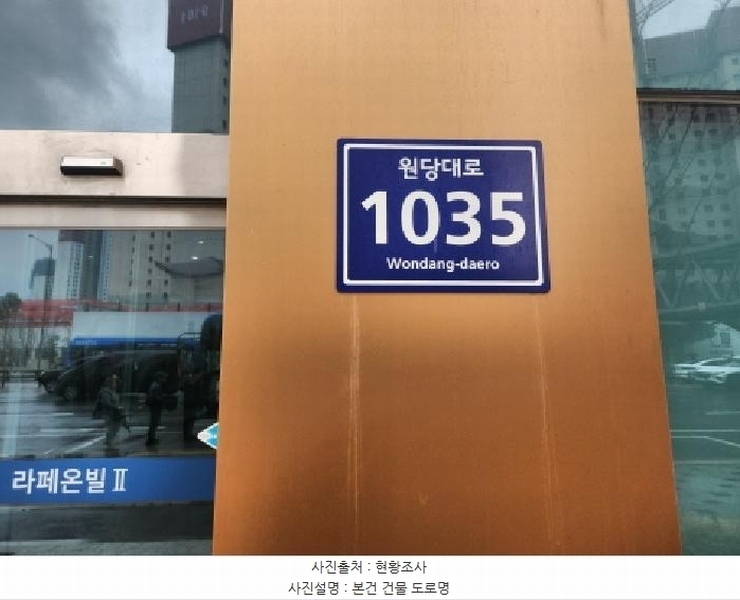 원당대로
1035
Wondang-daero
라페온빌 Ⅱ
사진출처 : 현황조사
사진설명 : 본건 건물 도로명